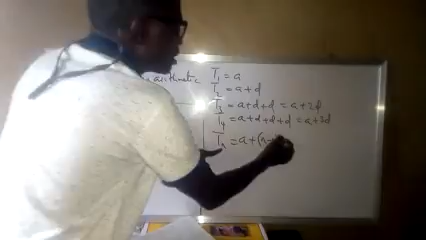 arithmetic T1 = a
T2 = a+d
T3 = a+d+d = a+2d
T4 = a+d+d+d = a+3d
Tn = a+(n-